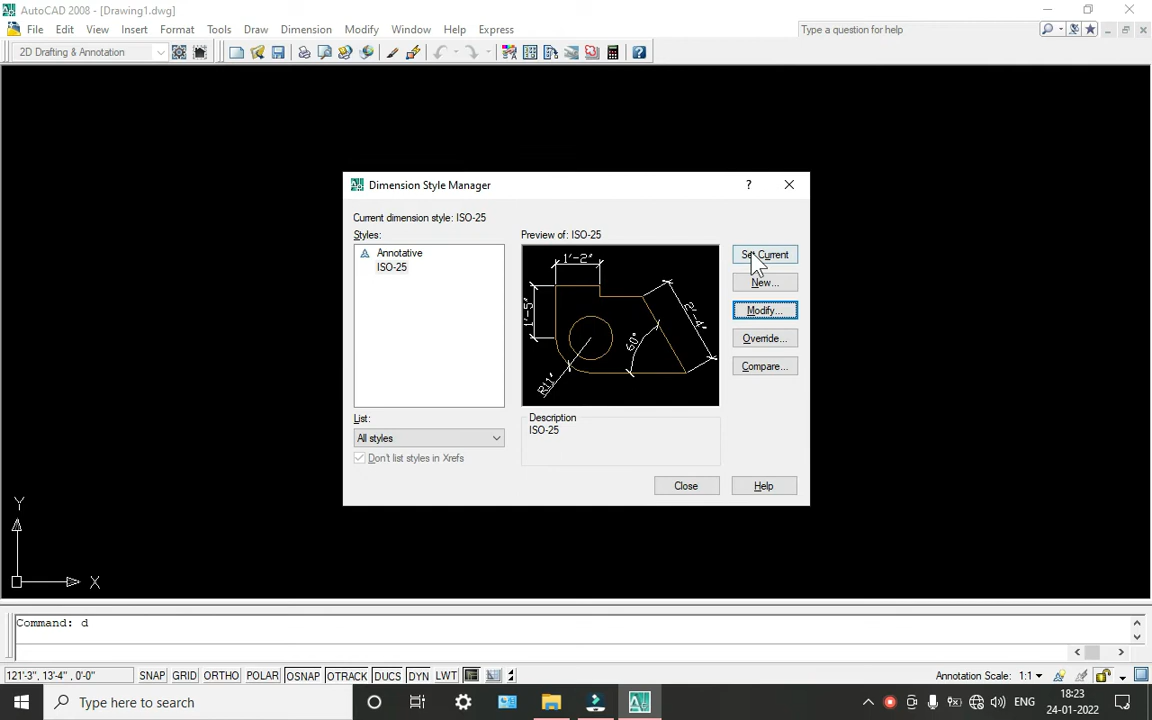 AutoCAD 2008 - [Drawing1.dwg]
File Edit View Insert Format Tools Draw Dimension Modify Window Help Express
Type a question for help
2D Drafting & Annotation
Dimension Style Manager
?
Current dimension style: ISO-25
Styles:
Preview of: ISO-25
Annotative
ISO-25
Set Current
New...
Modify...
Override...
Compare...
1'-2"
1'-5"
2'-4"
60°
R11"
List:
All styles
Don't list styles in Xrefs
Description
ISO-25
Close
Help
Y
X
Command: d
121'-3", 13'-4" , 0'-0"
SNAP GRID ORTHO POLAR OSNAP OTRACK DUCS DYN LWT
Annotation Scale: 1:1
Type here to search
ENG
18:23
24-01-2022